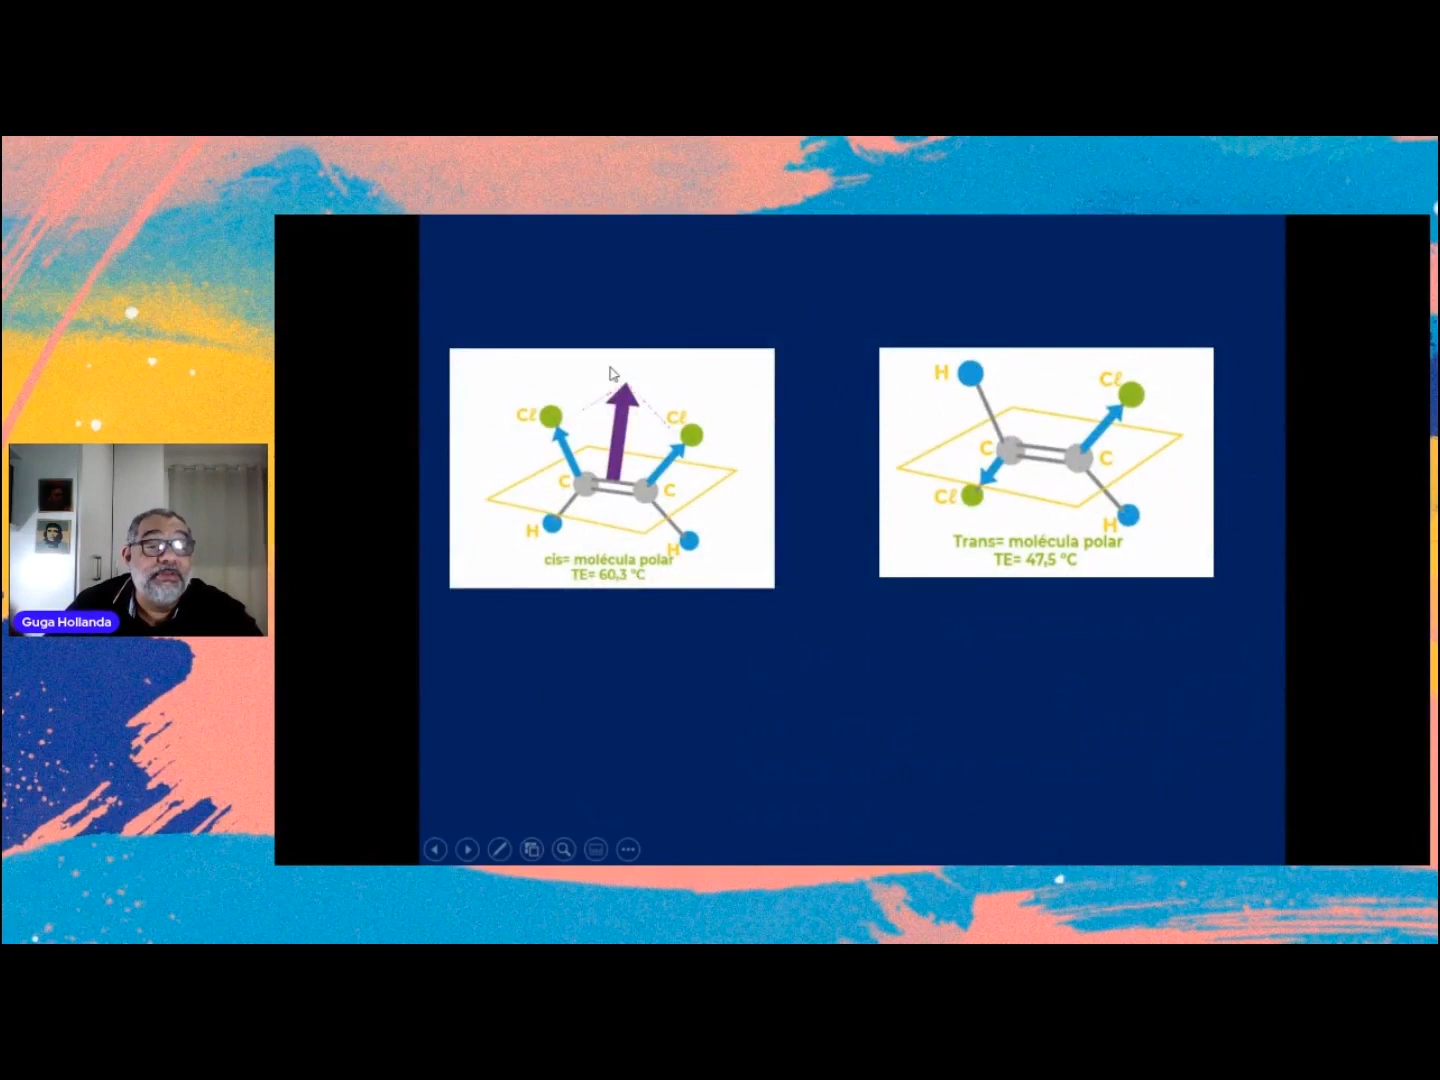 Cℓ
Cℓ
C
C
H
H
cis= molécula polar
TE= 60,3 °C
H
Cℓ
C
C
Cℓ
H
Trans= molécula polar
TE= 47,5 °C
Guga Hollanda